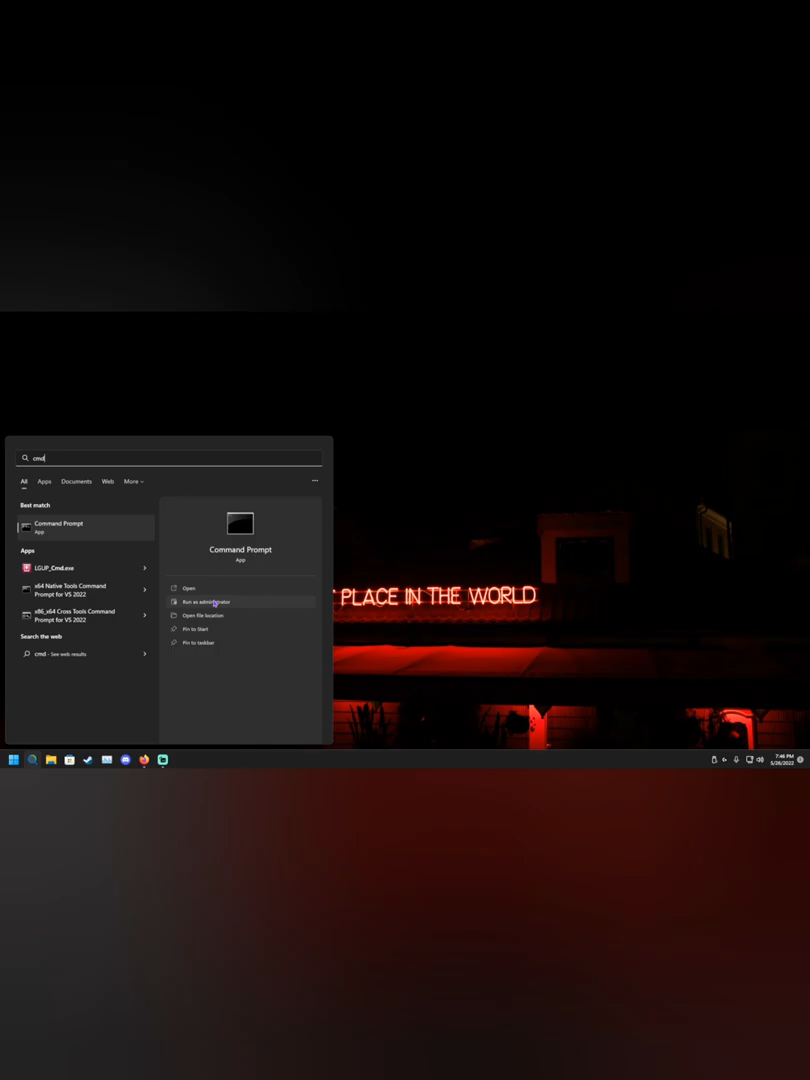 cmd
All Apps Documents Web More
Best match
Command Prompt
App
Apps
LGUP_Cmd.exe
x64 Native Tools Command
Prompt for VS 2022
x86_x64 Cross Tools Command
Prompt for VS 2022
Search the web
cmd - See web results
Command Prompt
App
Open
Run as administrator
Open file location
Pin to Start
Pin to taskbar
PLACE IN THE WORLD
7:46 PM
5/26/2022